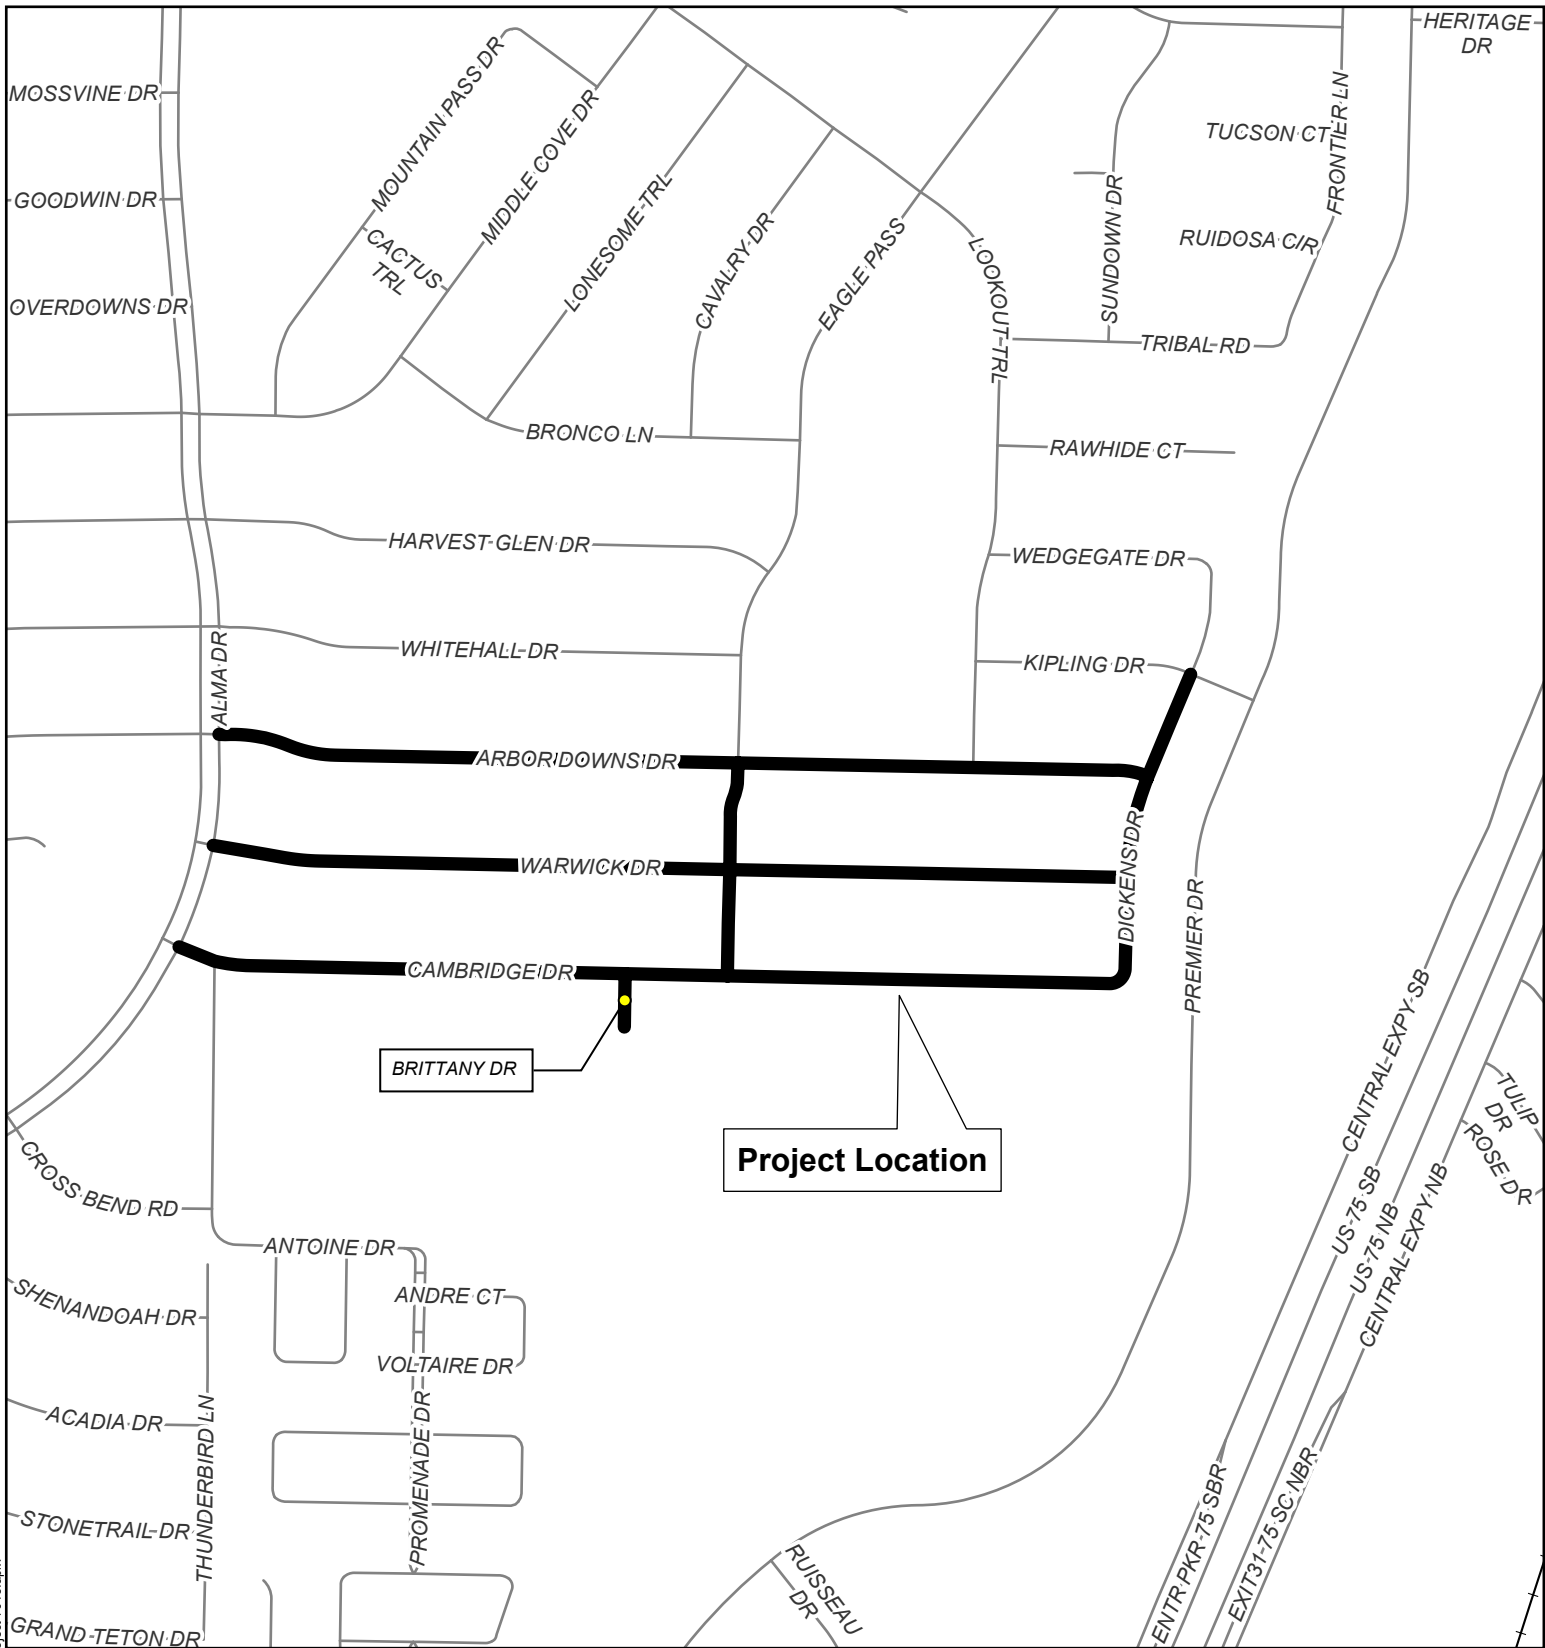 HERITAGE
DR
MOSSVINE DR
MOUNTAIN PASS DR
MIDDLE COVE DR
FRONTIER LN
TUCSON CT
GOODWIN DR
CACTUS
TRL
LONESOME TRL
CAVALRY DR
EAGLE PASS
LOOKOUT TRL
SUNDOWN DR
RUIDOSA CIR
OVERDOWNS DR
TRIBAL RD
BRONCO LN
RAWHIDE CT
HARVEST GLEN DR
WEDGEGATE DR
ALMA DR
WHITEHALL DR
KIPLING DR
ARBOR DOWNS DR
WARWICK DR
DICKENS DR
PREMIER DR
CAMBRIDGE DR
BRITTANY DR
Project Location
CENTRAL EXPY SB
TULIP
DR
ROSE DR
CROSS BEND RD
US-75 SB
US-75 NB
CENTRAL EXPY NB
ANTOINE DR
SHENANDOAH DR
ANDRE CT
VOLTAIRE DR
ACADIA DR
THUNDERBIRD LN
PROMENADE DR
STONETRAIL DR
ENTR PKR-75 SBR
EXIT31-75 SC NBR
RUISSEAU
DR
GRAND TETON DR